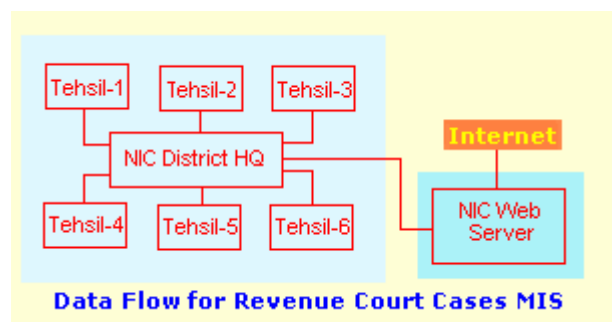 Tehsil-1
Tehsil-2
Tehsil-3
NIC District HQ
Tehsil-4
Tehsil-5
Tehsil-6
Internet
NIC Web
Server
Data Flow for Revenue Court Cases MIS